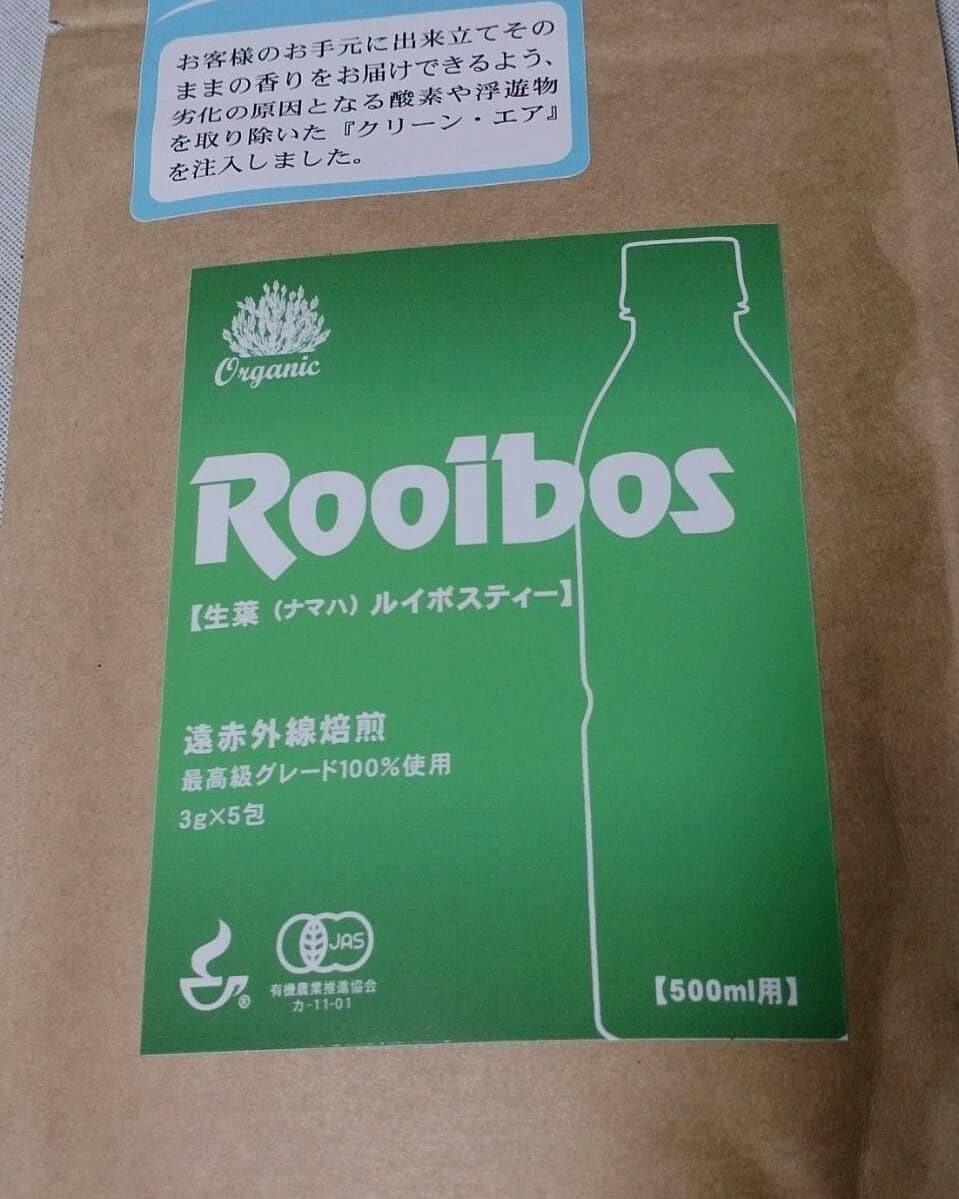 お客様のお手元に出来立てその
ままの香りをお届けできるよう、
劣化の原因となる酸素や浮遊物
を取り除いた『クリーン・エア』
を注入しました。
Organic
Rooibos
【生葉（ナマハ）ルイボスティー】
遠赤外線焙煎
最高級グレード100%使用
3g×5包
®
JAS
有機農業推進協会
カ-11-01
【500ml用】